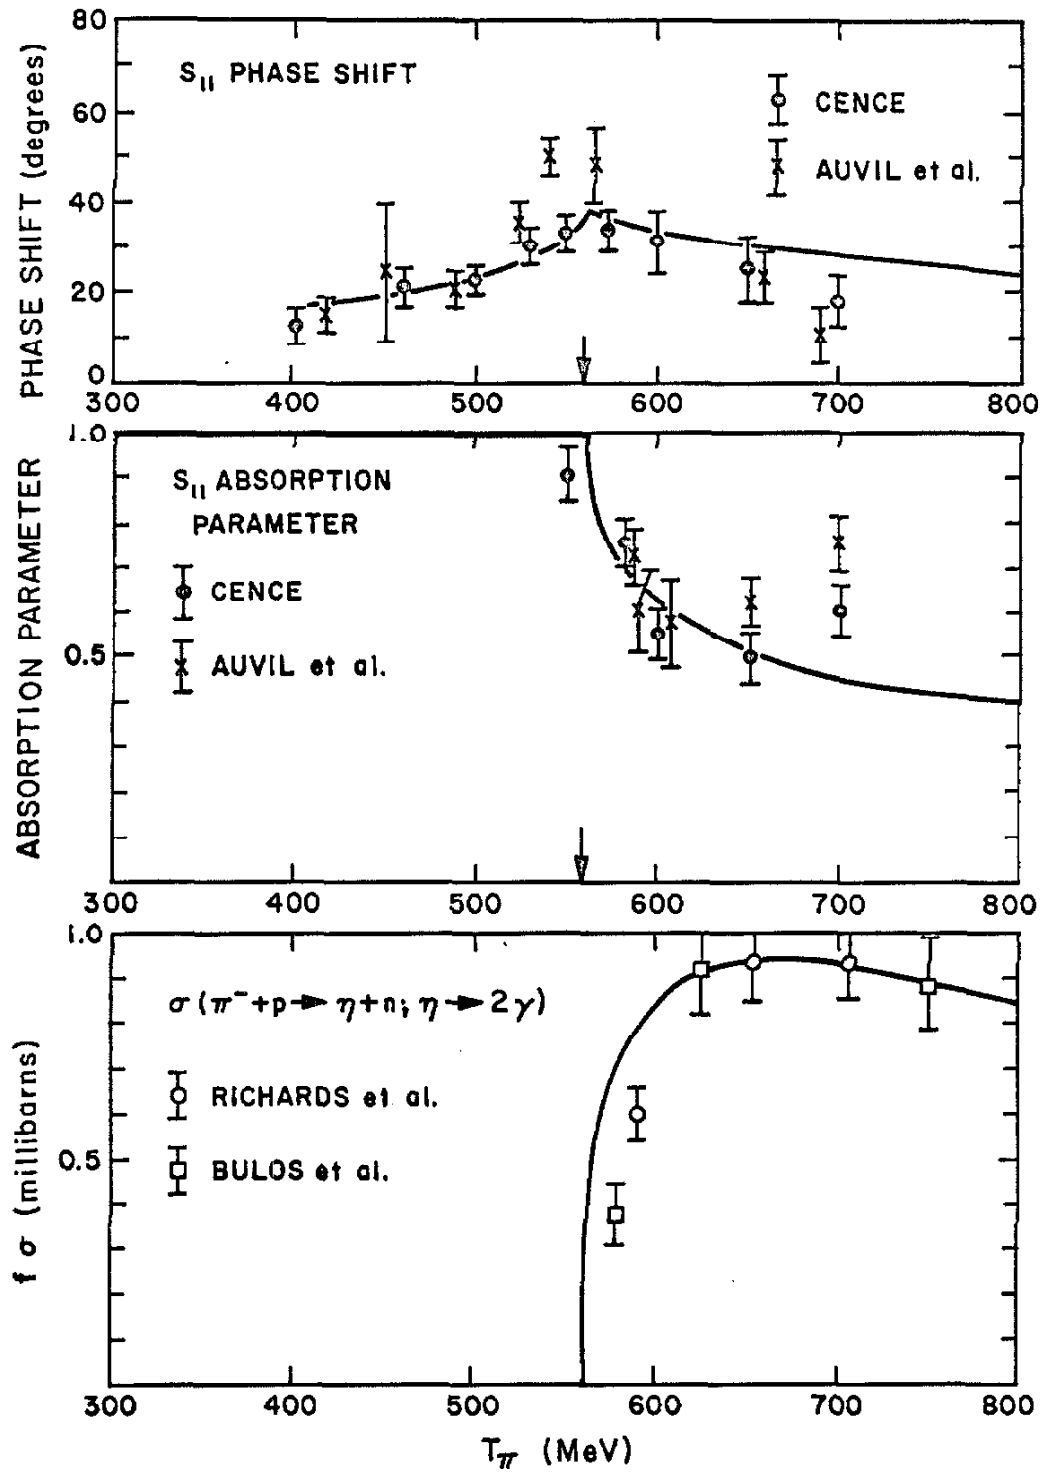 80
60
40
20
0
PHASE SHIFT (degrees)
S11 PHASE SHIFT
CENCE
AUVIL et al.
300 400 500 600 700 800
1.0
0.5
ABSORPTION PARAMETER
S11 ABSORPTION
PARAMETER
CENCE
AUVIL et al.
300 400 500 600 700 800
1.0
0.5
f σ (millibarns)
σ(π⁻+p→ η+n; η→2γ)
RICHARDS et al.
BULOS et al.
300 400 500 600 700 800
Tπ (MeV)